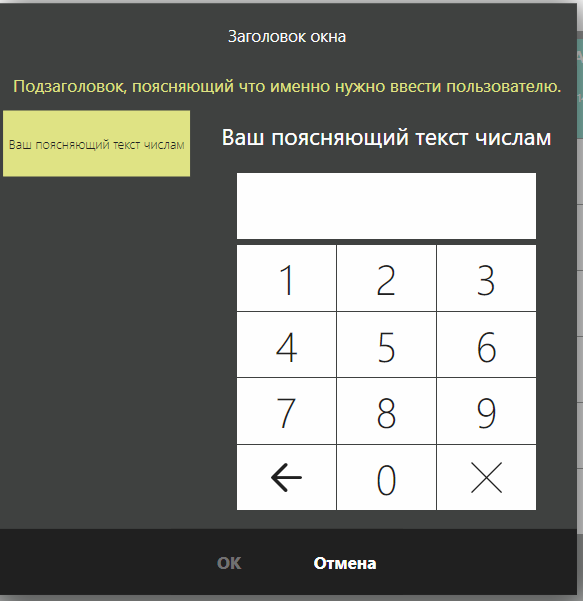 Заголовок окна
Подзаголовок, поясняющий что именно нужно ввести пользователю.
Ваш поясняющий текст числам
Ваш поясняющий текст числам
1 2 3
4 5 6
7 8 9
0
OK Отмена